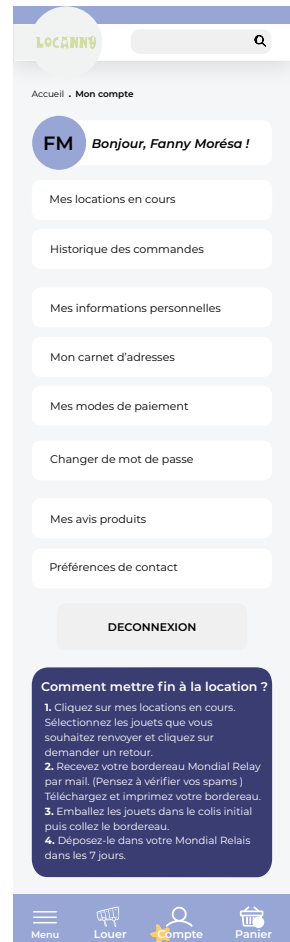 LOCANNY
Accueil . Mon compte
FM Bonjour, Fanny Morésa !
Mes locations en cours
Historique des commandes
Mes informations personnelles
Mon carnet d'adresses
Mes modes de paiement
Changer de mot de passe
Mes avis produits
Préférences de contact
DECONNEXION
Comment mettre fin à la location ?
1. Cliquez sur mes locations en cours.
Sélectionnez les jouets que vous
souhaitez renvoyer et cliquez sur
demander un retour.
2. Recevez votre bordereau Mondial Relay
par mail. (Pensez à vérifier vos spams )
Téléchargez et imprimez votre bordereau.
3. Emballez les jouets dans le colis initial
puis collez le bordereau.
4. Déposez-le dans votre Mondial Relais
dans les 7 jours.
Menu Louer Compte Panier